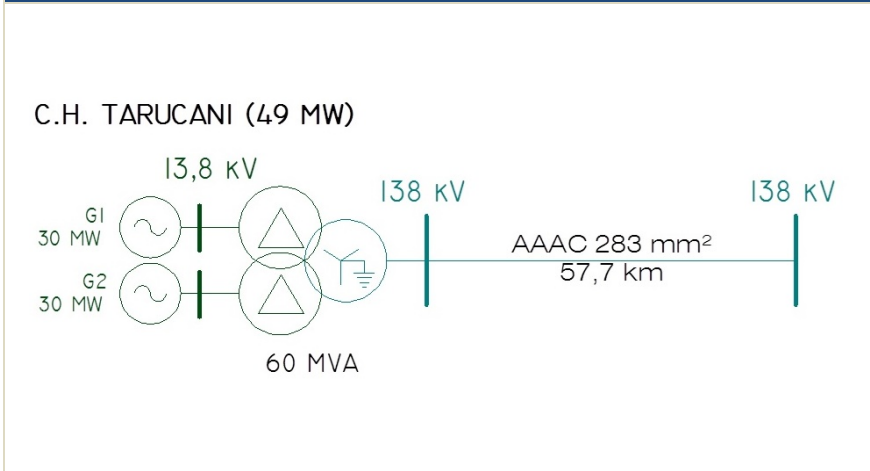 C.H. TARUCANI (49 MW)
13,8 KV
138 KV
138 KV
G1
30 MW
AAAC 283 mm²
57,7 km
G2
30 MW
60 MVA